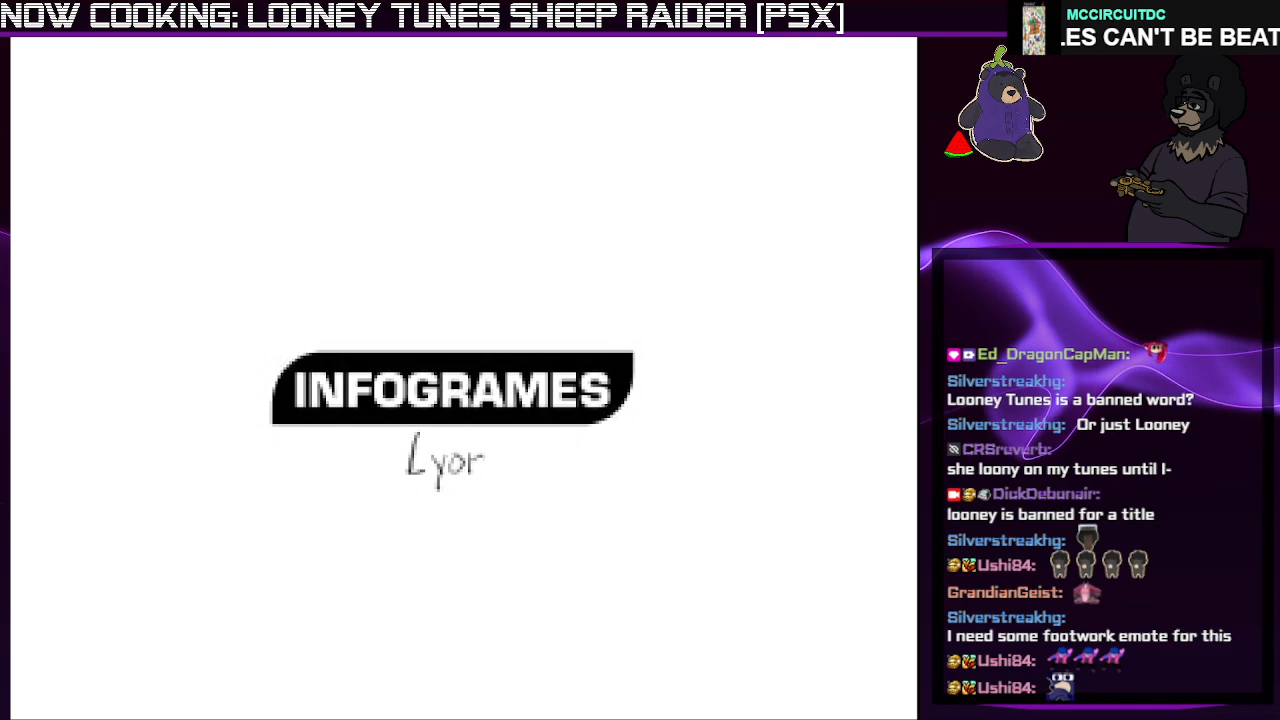 NOW COOKING: LOONEY TUNES SHEEP RAIDER [PSX]
MCCIRCUITDC
LES CAN'T BE BEAT
INFOGRAMES
Lyor
Ed_DragonCapMan:
Silverstreakhg:
Looney Tunes is a banned word?
Silverstreakhg: Or just Looney
CRSreverb:
she loony on my tunes until I-
DickDebonair:
looney is banned for a title
Silverstreakhg:
Ushi84:
GrandianGeist:
Silverstreakhg:
I need some footwork emote for this
Ushi84:
Ushi84: